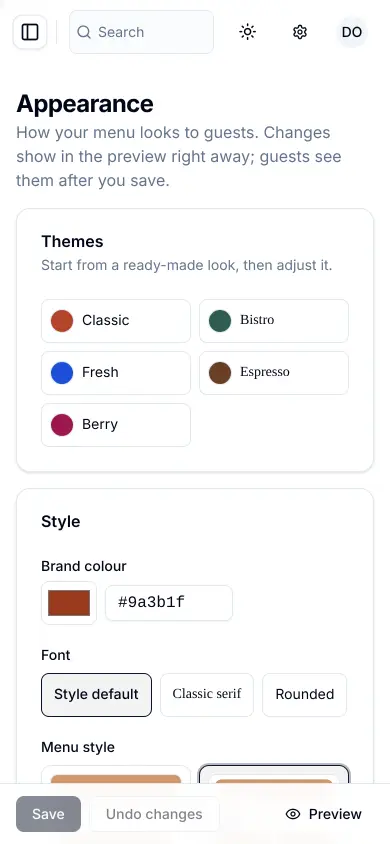 Search
DO
Appearance
How your menu looks to guests. Changes
show in the preview right away; guests see
them after you save.
Themes
Start from a ready-made look, then adjust it.
Classic
Bistro
Fresh
Espresso
Berry
Style
Brand colour
#9a3b1f
Font
Style default
Classic serif
Rounded
Menu style
Save
Undo changes
Preview